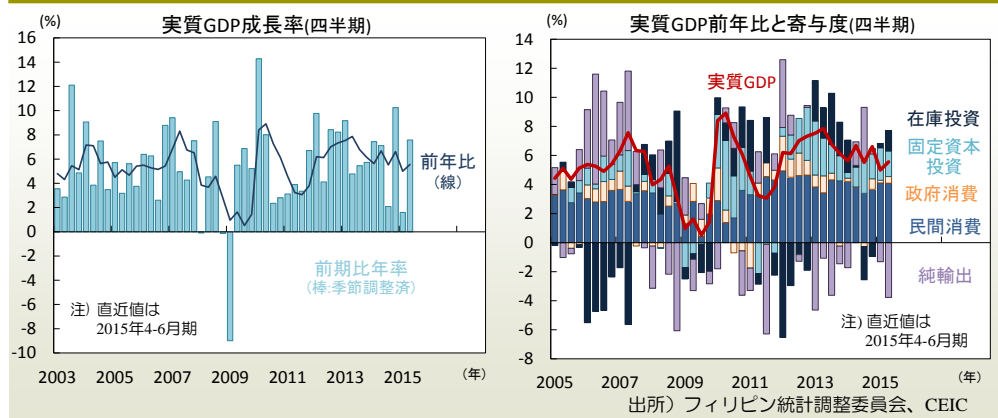 実質GDP成長率(四半期)
(%)
16
14
12
10
8
6
4
2
0
-2
-4
-6
-8
-10
前年比
(線)
前期比年率
(棒:季節調整済)
注) 直近値は
2015年4-6月期
2003 2005 2007 2009 2011 2013 2015 (年)
実質GDP前年比と寄与度(四半期)
(%)
14
12
10
8
6
4
2
0
-2
-4
-6
-8
実質GDP
在庫投資
固定資本
投資
政府消費
民間消費
純輸出
注) 直近値は
2015年4-6月期
2005 2007 2009 2011 2013 2015 (年)
出所）フィリピン統計調整委員会、CEIC